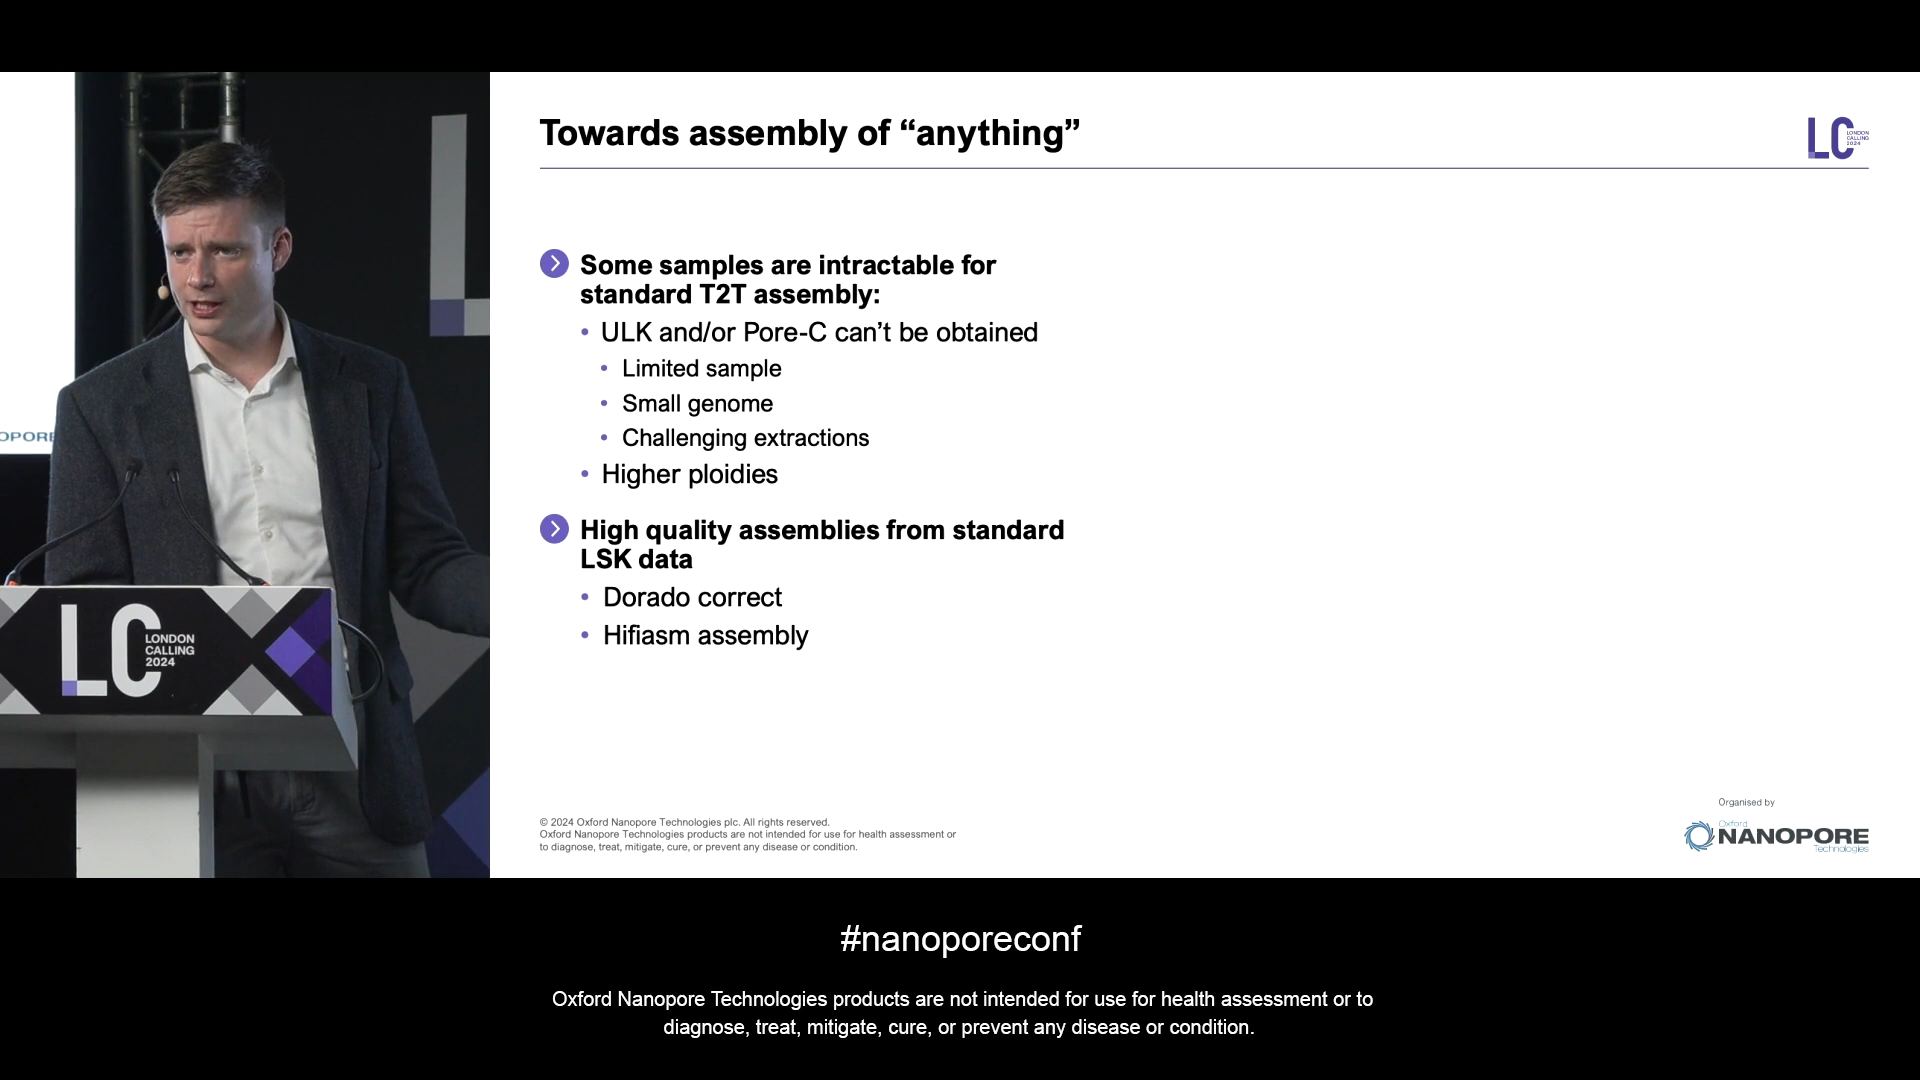 Towards assembly of “anything”
LC LONDON CALLING 2024
Some samples are intractable for
standard T2T assembly:
ULK and/or Pore-C can’t be obtained
Limited sample
Small genome
Challenging extractions
Higher ploidies
High quality assemblies from standard
LSK data
Dorado correct
Hifiasm assembly
© 2024 Oxford Nanopore Technologies plc. All rights reserved.
Oxford Nanopore Technologies products are not intended for use for health assessment or
to diagnose, treat, mitigate, cure, or prevent any disease or condition.
Organised by
Oxford
NANOPORE
Technologies
OPORE
LC
LONDON
CALLING
2024
#nanoporeconf
Oxford Nanopore Technologies products are not intended for use for health assessment or to
diagnose, treat, mitigate, cure, or prevent any disease or condition.